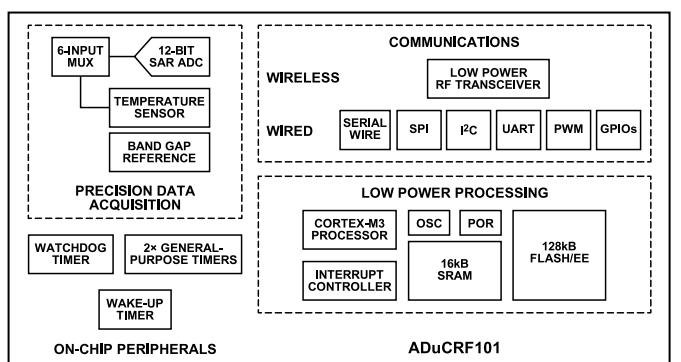 6-INPUT
MUX
12-BIT
SAR ADC
TEMPERATURE
SENSOR
BAND GAP
REFERENCE
PRECISION DATA
ACQUISITION
WATCHDOG
TIMER
2× GENERAL-
PURPOSE TIMERS
WAKE-UP
TIMER
ON-CHIP PERIPHERALS
COMMUNICATIONS
WIRELESS
LOW POWER
RF TRANSCEIVER
WIRED
SERIAL
WIRE
SPI
I²C
UART
PWM
GPIOs
LOW POWER PROCESSING
CORTEX-M3
PROCESSOR
OSC
POR
128kB
FLASH/EE
INTERRUPT
CONTROLLER
16kB
SRAM
ADuCRF101